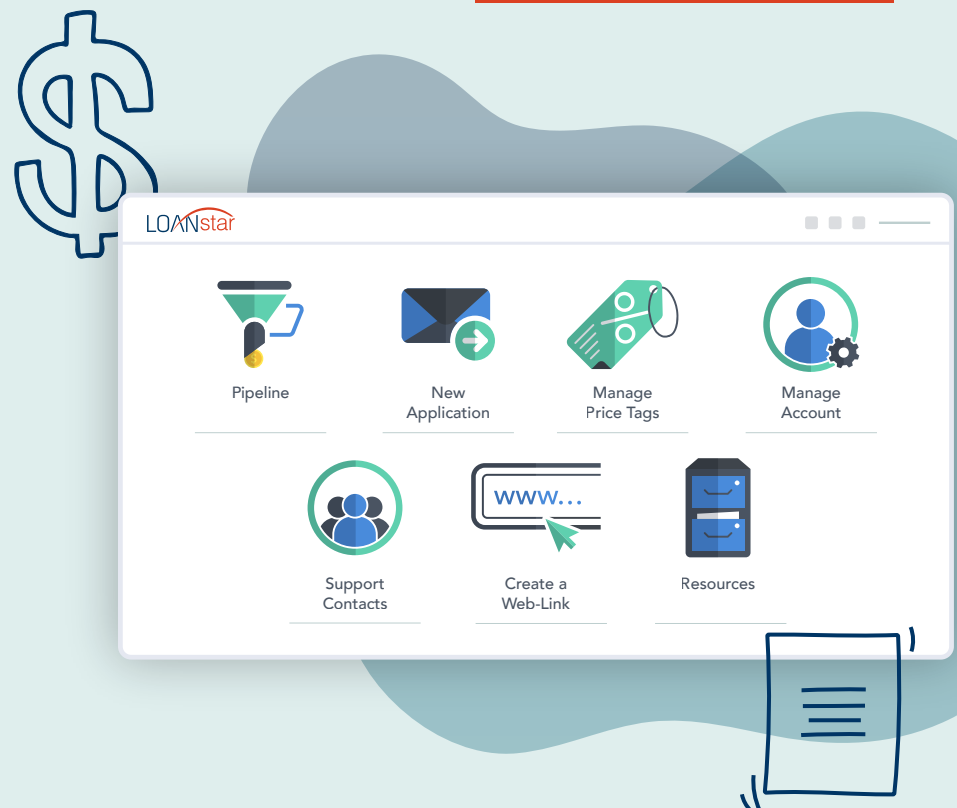 LOANstar
Pipeline
New
Application
Manage
Price Tags
Manage
Account
www...
Support
Contacts
Create a
Web-Link
Resources